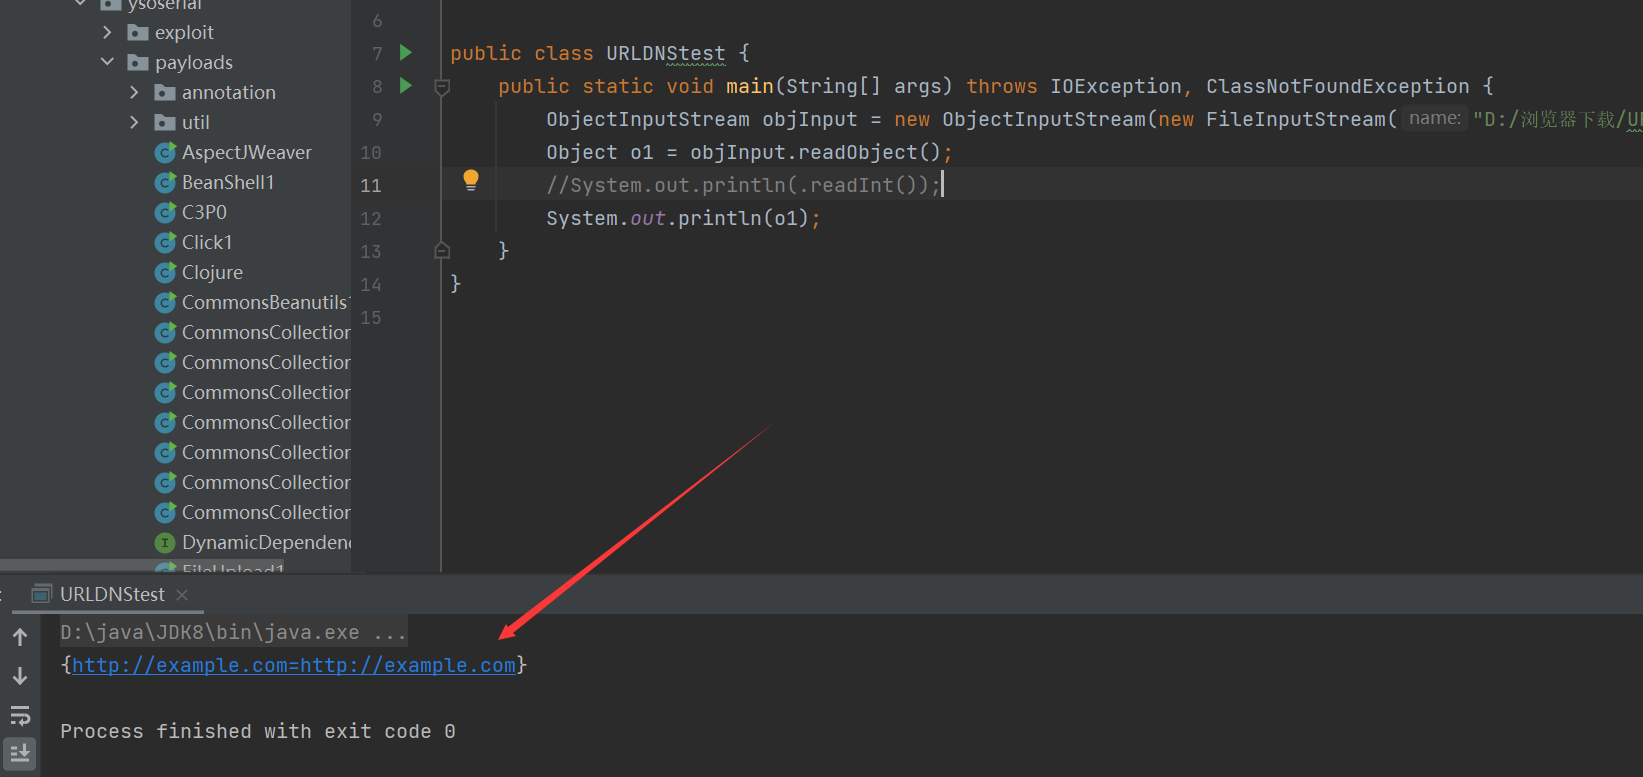 ysoserial
exploit
payloads
annotation
util
AspectJWeaver
BeanShell1
C3P0
Click1
Clojure
CommonsBeanutils1
CommonsCollection
CommonsCollection
CommonsCollection
CommonsCollection
CommonsCollection
CommonsCollection
CommonsCollection
DynamicDependenc
FileUpload1
6
7 public class URLDNStest {
8 public static void main(String[] args) throws IOException, ClassNotFoundException {
9 ObjectInputStream objInput = new ObjectInputStream(new FileInputStream( name: "D:/浏览器下载/UR
10 Object o1 = objInput.readObject();
11 //System.out.println(.readInt());
12 System.out.println(o1);
13 }
14 }
15
URLDNStest
D:\java\JDK8\bin\java.exe ...
{http://example.com=http://example.com}
Process finished with exit code 0